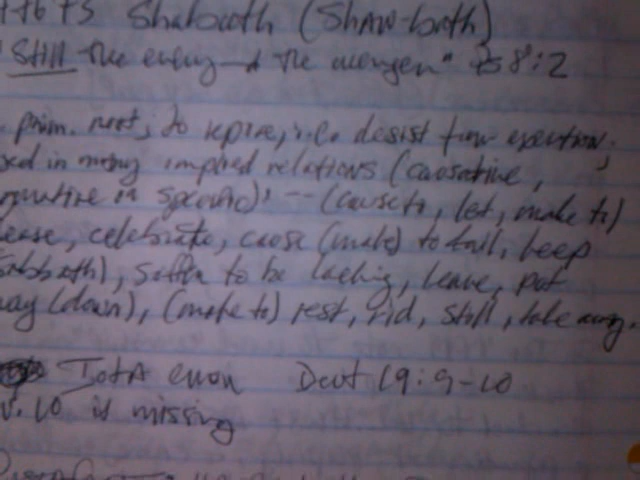 7673 Shabath (SHAW-bath)
"Still the enemy and the avenger" Ps 8:2
prim. root; to repose, i.e. desist from exertion;
used in many implied relations (causative,
figurative or specific); -- (cause to, let, make to)
cease, celebrate, cause (make) to fail, keep
(sabbath), suffer to be lacking, leave, put
away (down), (make to) rest, rid, still, take away.
Iota error Deut 19:9-10
v. 10 is missing